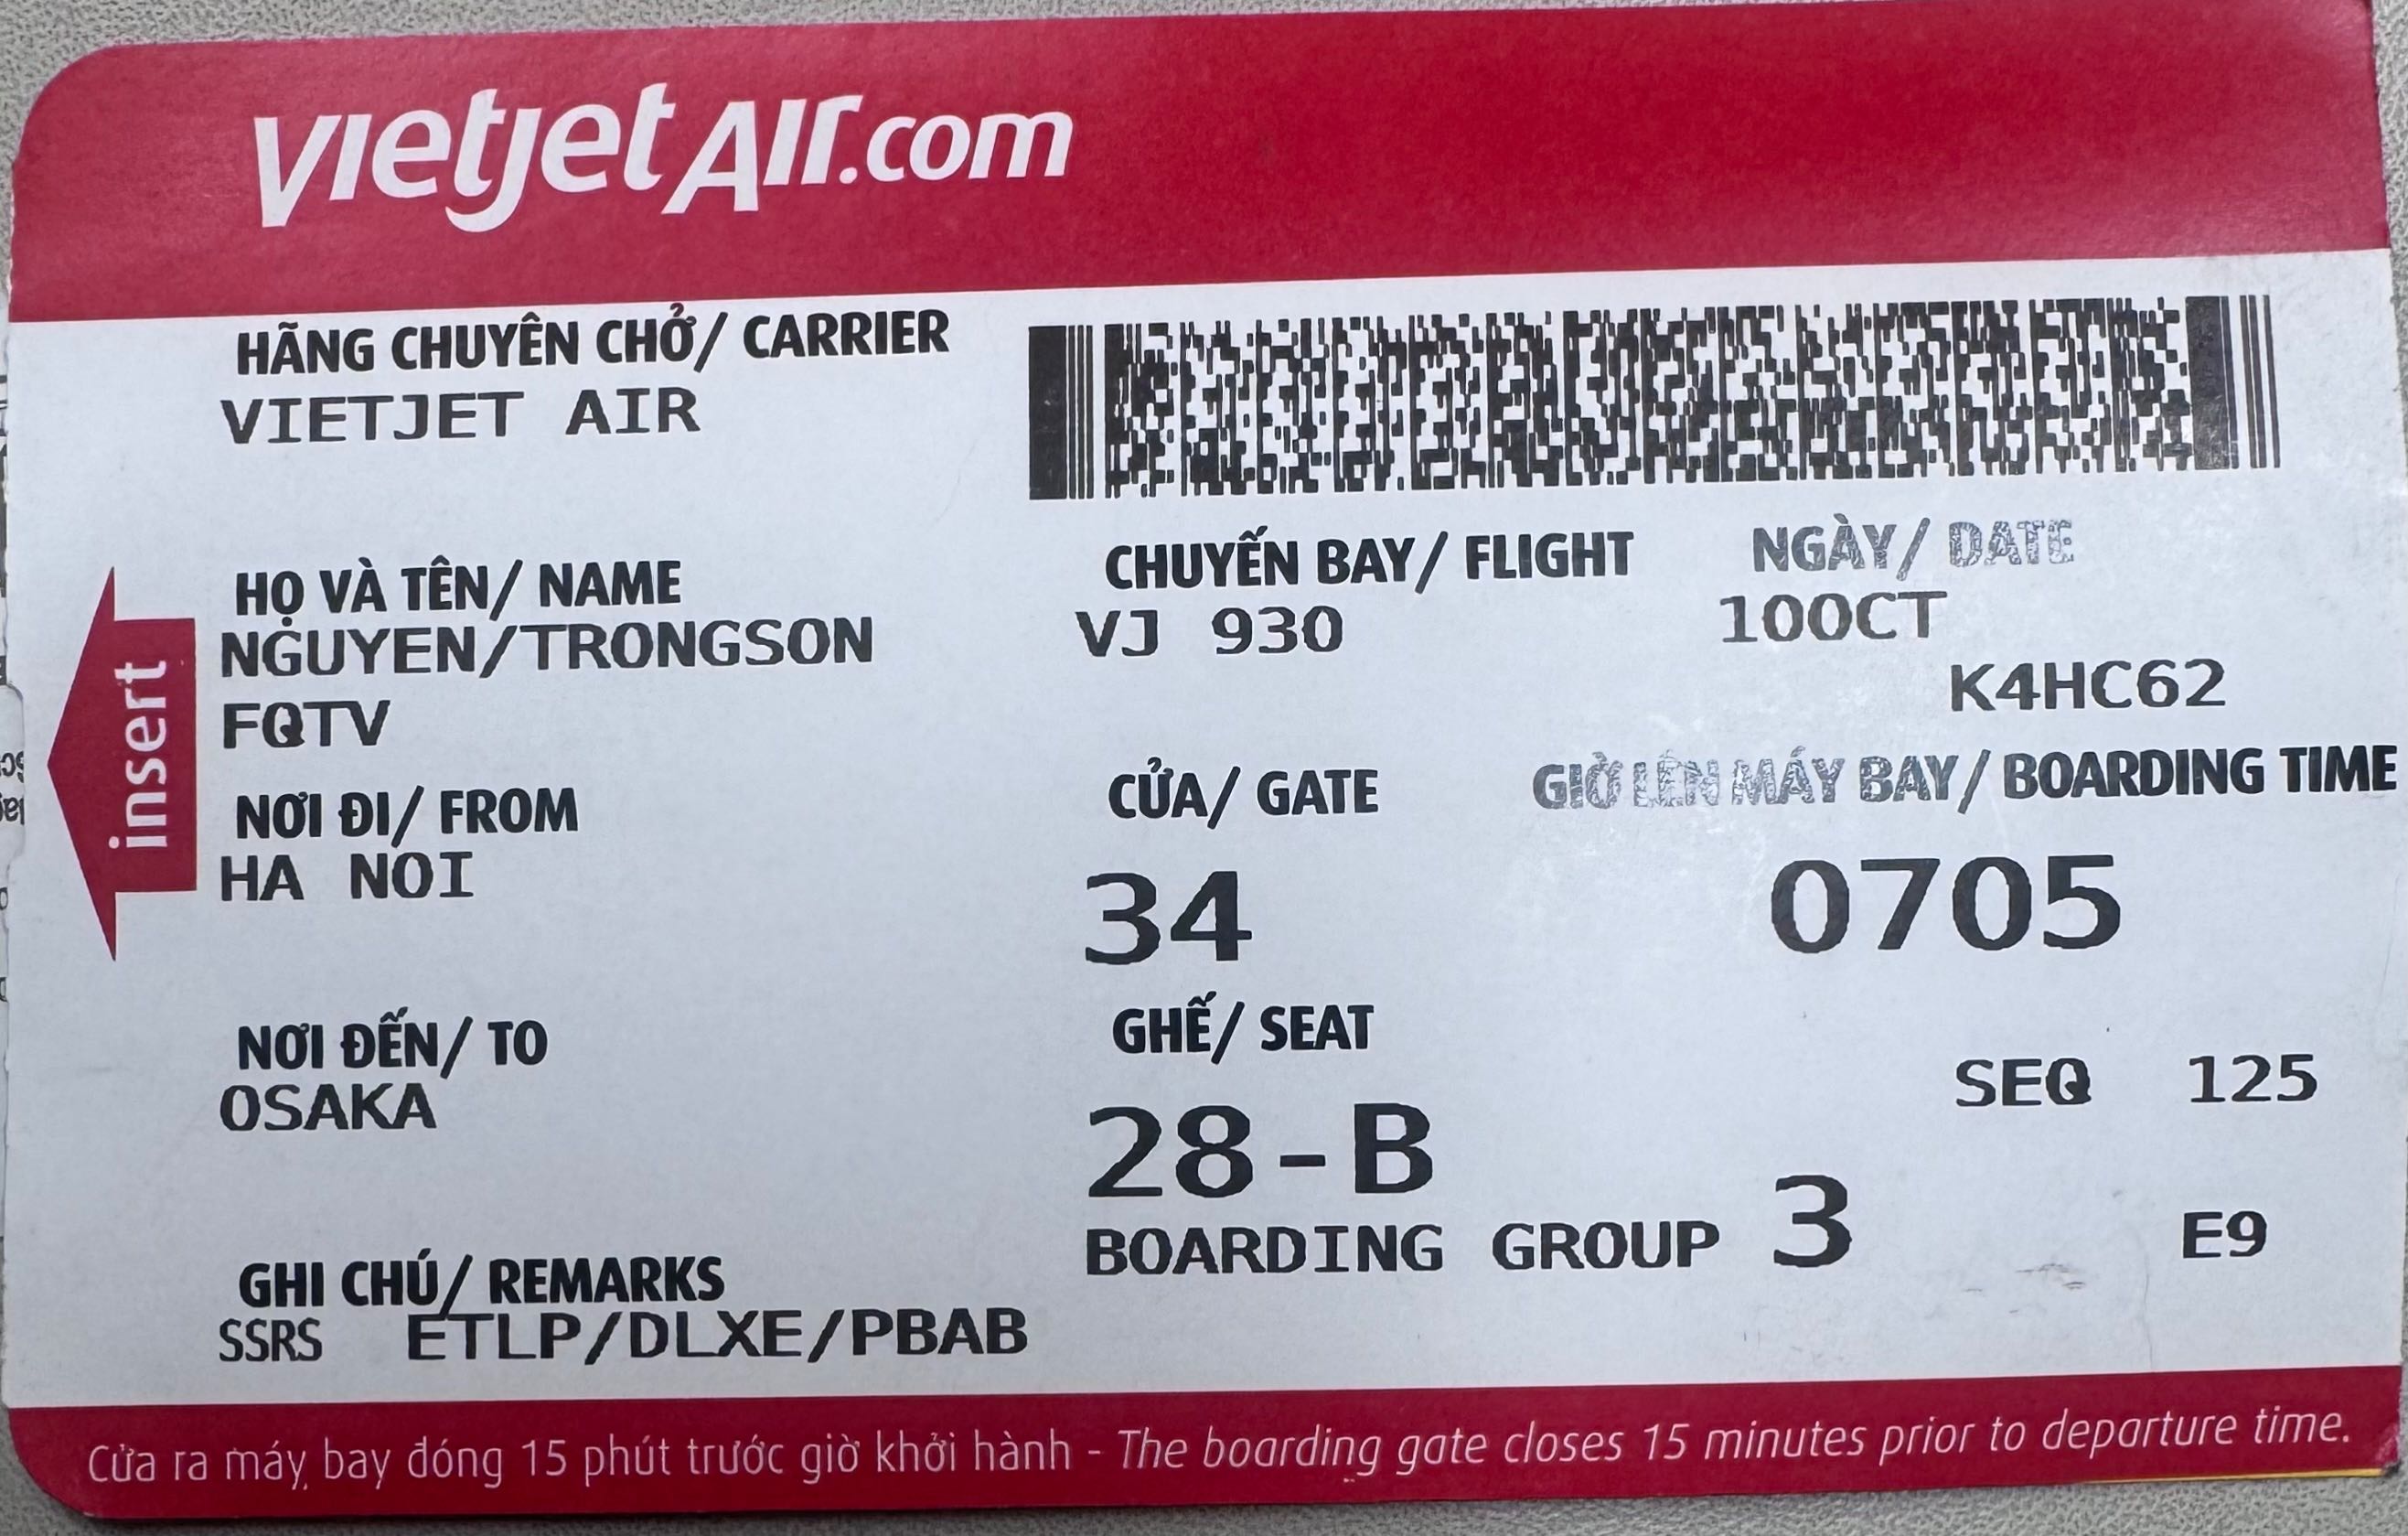 vietjetAir.com
HÃNG CHUYÊN CHỞ/ CARRIER
VIETJET AIR
HỌ VÀ TÊN/ NAME
NGUYEN/TRONGSON
FQTV
NƠI ĐI/ FROM
HA NOI
NƠI ĐẾN/ TO
OSAKA
GHI CHÚ/ REMARKS
SSRS ETLP/DLXE/PBAB
CHUYẾN BAY/ FLIGHT NGÀY/ DATE
VJ 930 10OCT
K4HC62
CỬA/ GATE GIỜ LÊN MÁY BAY/ BOARDING TIME
34 0705
GHẾ/ SEAT
28-B SEQ 125
BOARDING GROUP 3 E9
insert
Cửa ra máy bay đóng 15 phút trước giờ khởi hành - The boarding gate closes 15 minutes prior to departure time.